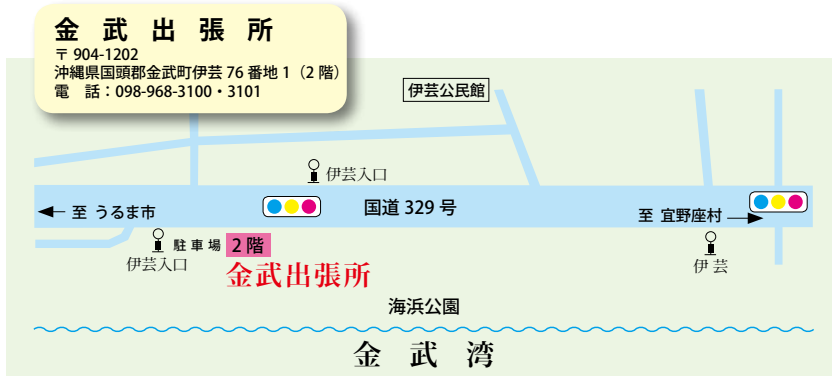 金武出張所
〒904-1202
沖縄県国頭郡金武町伊芸76番地1（2階）
電　話：098-968-3100・3101
伊芸公民館
伊芸入口
至 うるま市
国道 329 号
至 宜野座村
駐車場 2階
伊芸入口
金武出張所
伊芸
海浜公園
金武湾